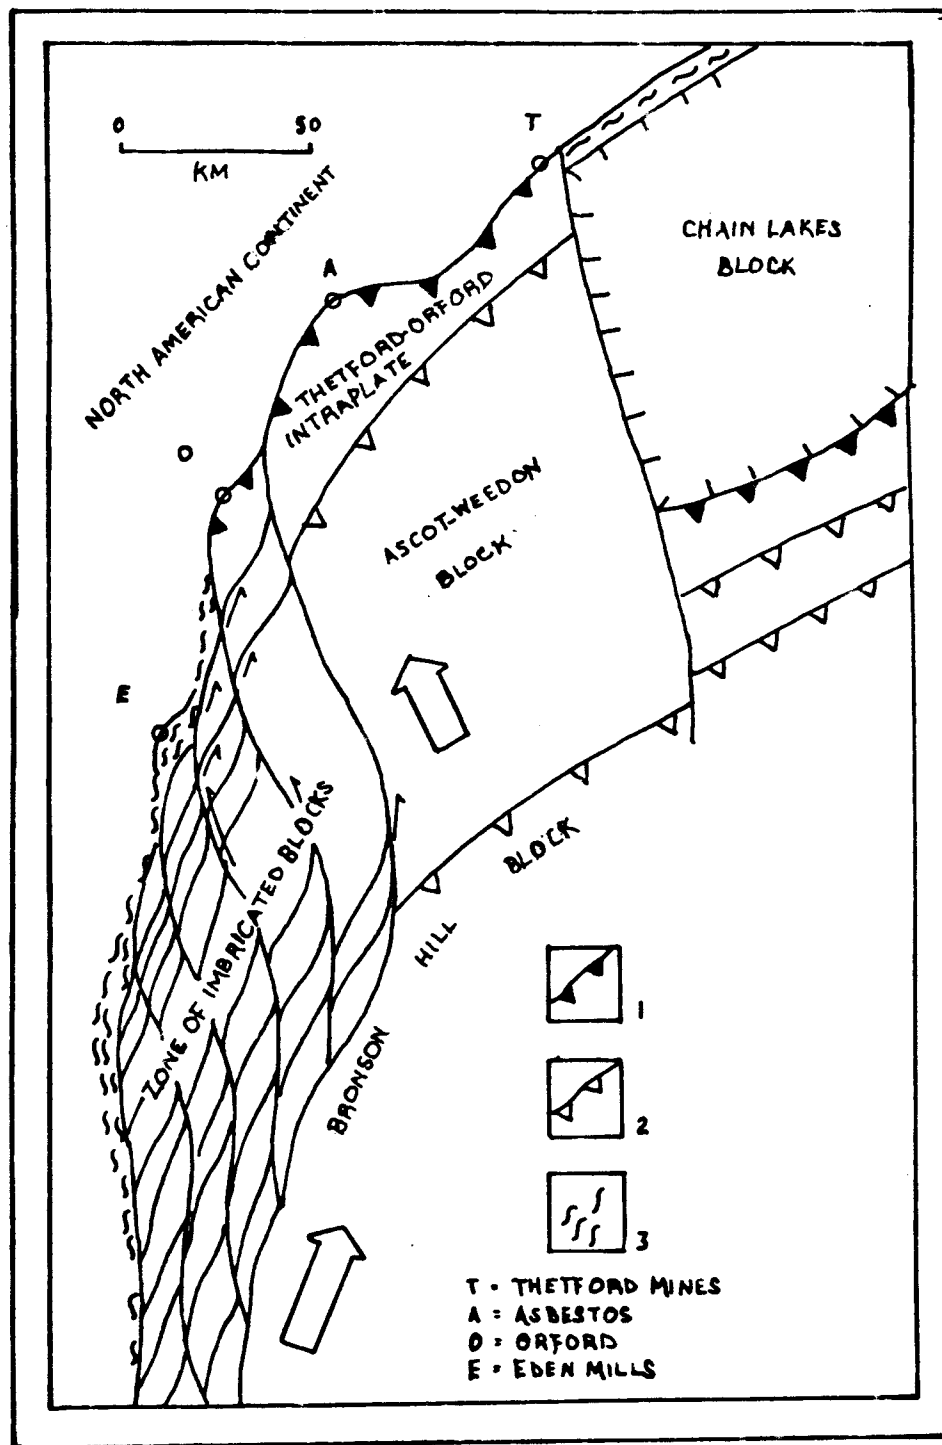 0 50
KM
T
NORTH AMERICAN CONTINENT
CHAIN LAKES
BLOCK
A
THETFORD-ORFORD
INTRAPLATE
O
ASCOT-WEEDON
BLOCK
E
ZONE OF IMBRICATED BLOCKS
BRONSON HILL BLOCK
1
2
3
T = THETFORD MINES
A = ASBESTOS
O = ORFORD
E = EDEN MILLS